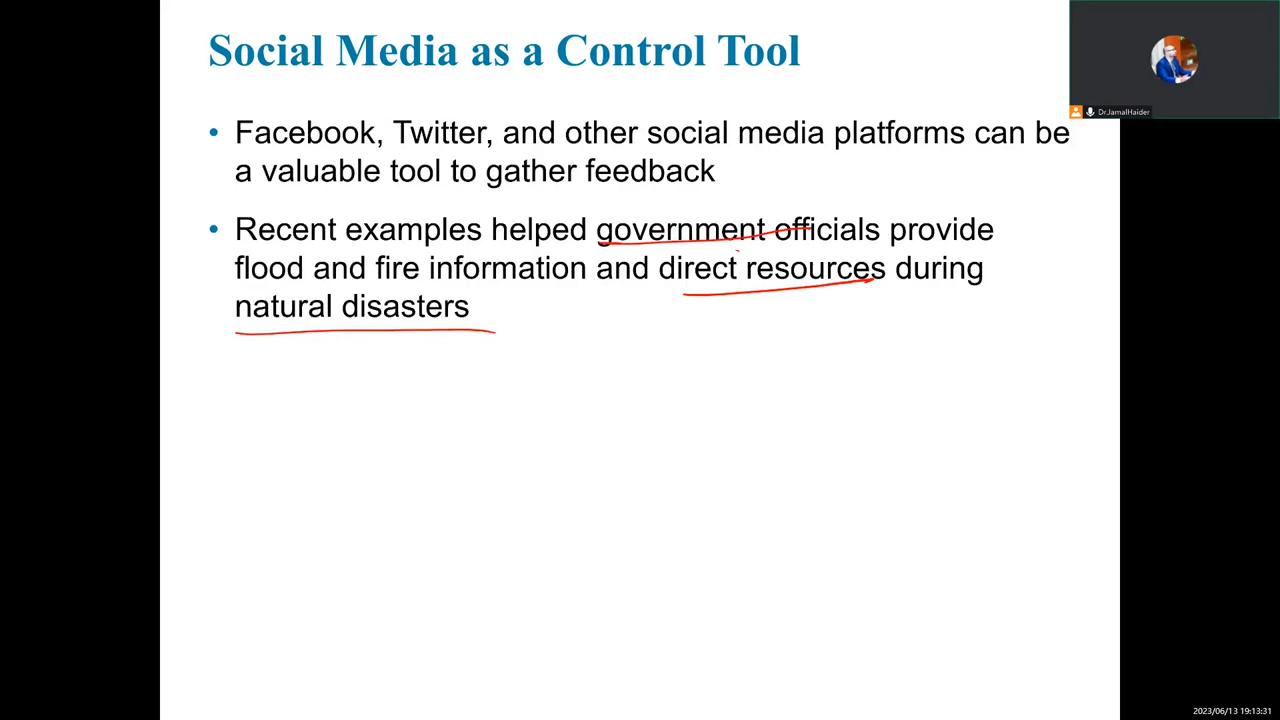 Social Media as a Control Tool
DrJamalHaider
• Facebook, Twitter, and other social media platforms can be
a valuable tool to gather feedback
• Recent examples helped government officials provide
flood and fire information and direct resources during
natural disasters
2023/06/13 19:13:31